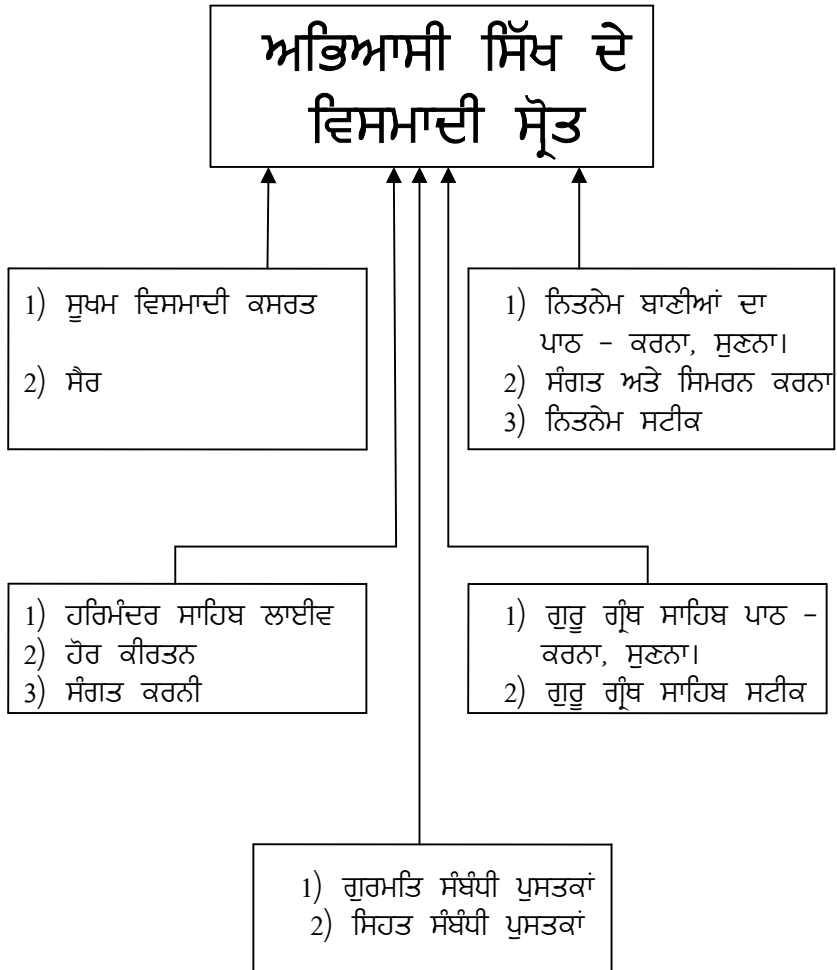 ਅਭਿਆਸੀ ਸਿੱਖ ਦੇ
ਵਿਸਮਾਦੀ ਸ੍ਰੋਤ
1) ਸੂਖਮ ਵਿਸਮਾਦੀ ਕਸਰਤ
2) ਸੈਰ
1) ਨਿਤਨੇਮ ਬਾਣੀਆਂ ਦਾ
ਪਾਠ – ਕਰਨਾ, ਸੁਣਨਾ।
2) ਸੰਗਤ ਅਤੇ ਸਿਮਰਨ ਕਰਨਾ
3) ਨਿਤਨੇਮ ਸਟੀਕ
1) ਹਰਿਮੰਦਰ ਸਾਹਿਬ ਲਾਈਵ
2) ਹੋਰ ਕੀਰਤਨ
3) ਸੰਗਤ ਕਰਨੀ
1) ਗੁਰੂ ਗ੍ਰੰਥ ਸਾਹਿਬ ਪਾਠ –
ਕਰਨਾ, ਸੁਣਨਾ।
2) ਗੁਰੂ ਗ੍ਰੰਥ ਸਾਹਿਬ ਸਟੀਕ
1) ਗੁਰਮਤਿ ਸੰਬੰਧੀ ਪੁਸਤਕਾਂ
2) ਸਿਹਤ ਸੰਬੰਧੀ ਪੁਸਤਕਾਂ